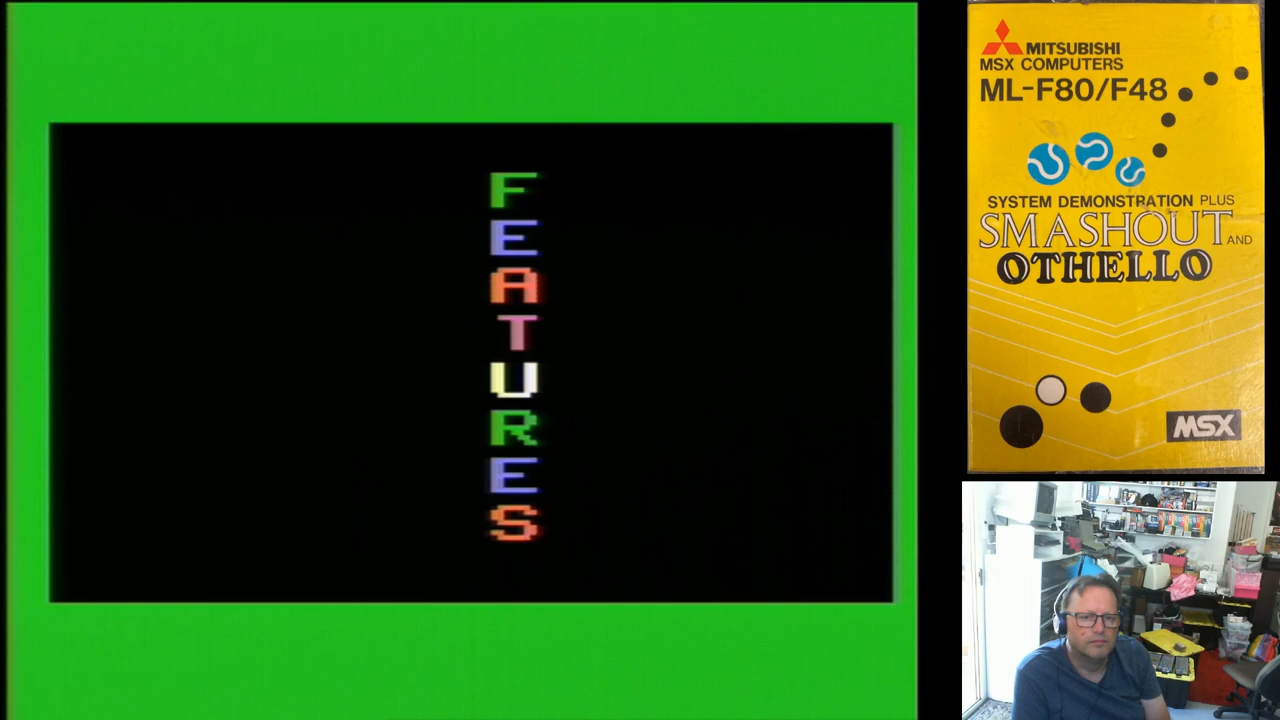 F
E
A
T
U
R
E
S
MITSUBISHI
MSX COMPUTERS
ML-F80/F48
SYSTEM DEMONSTRATION PLUS
SMASHOUT AND
OTHELLO
MSX